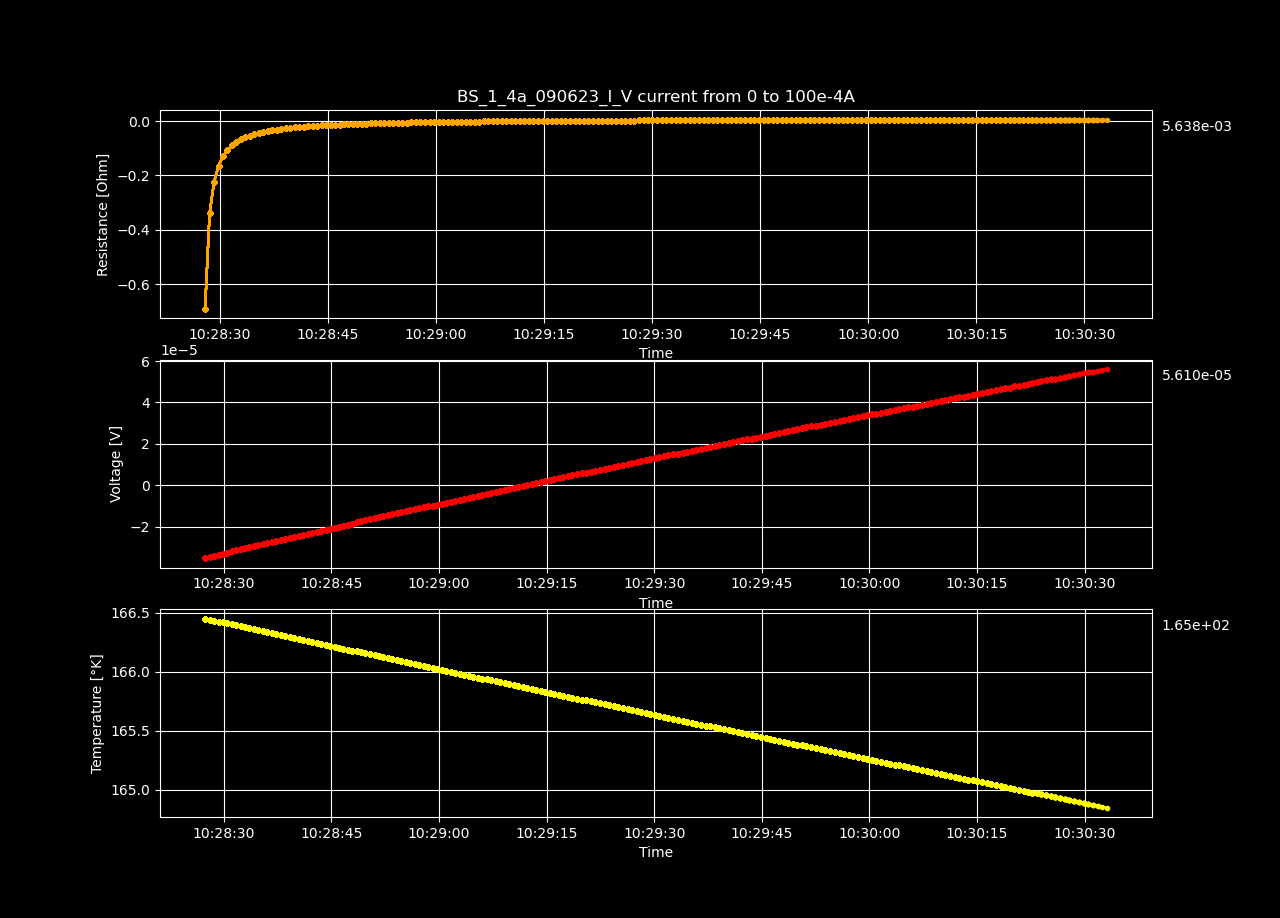 BS_1_4a_090623_I_V current from 0 to 100e-4A
0.0
−0.2
−0.4
−0.6
Resistance [Ohm]
5.638e-03
10:28:30 10:28:45 10:29:00 10:29:15 10:29:30 10:29:45 10:30:00 10:30:15 10:30:30
Time
1e−5
6
4
2
0
−2
Voltage [V]
5.610e-05
10:28:30 10:28:45 10:29:00 10:29:15 10:29:30 10:29:45 10:30:00 10:30:15 10:30:30
Time
166.5
166.0
165.5
165.0
Temperature [°K]
1.65e+02
10:28:30 10:28:45 10:29:00 10:29:15 10:29:30 10:29:45 10:30:00 10:30:15 10:30:30
Time